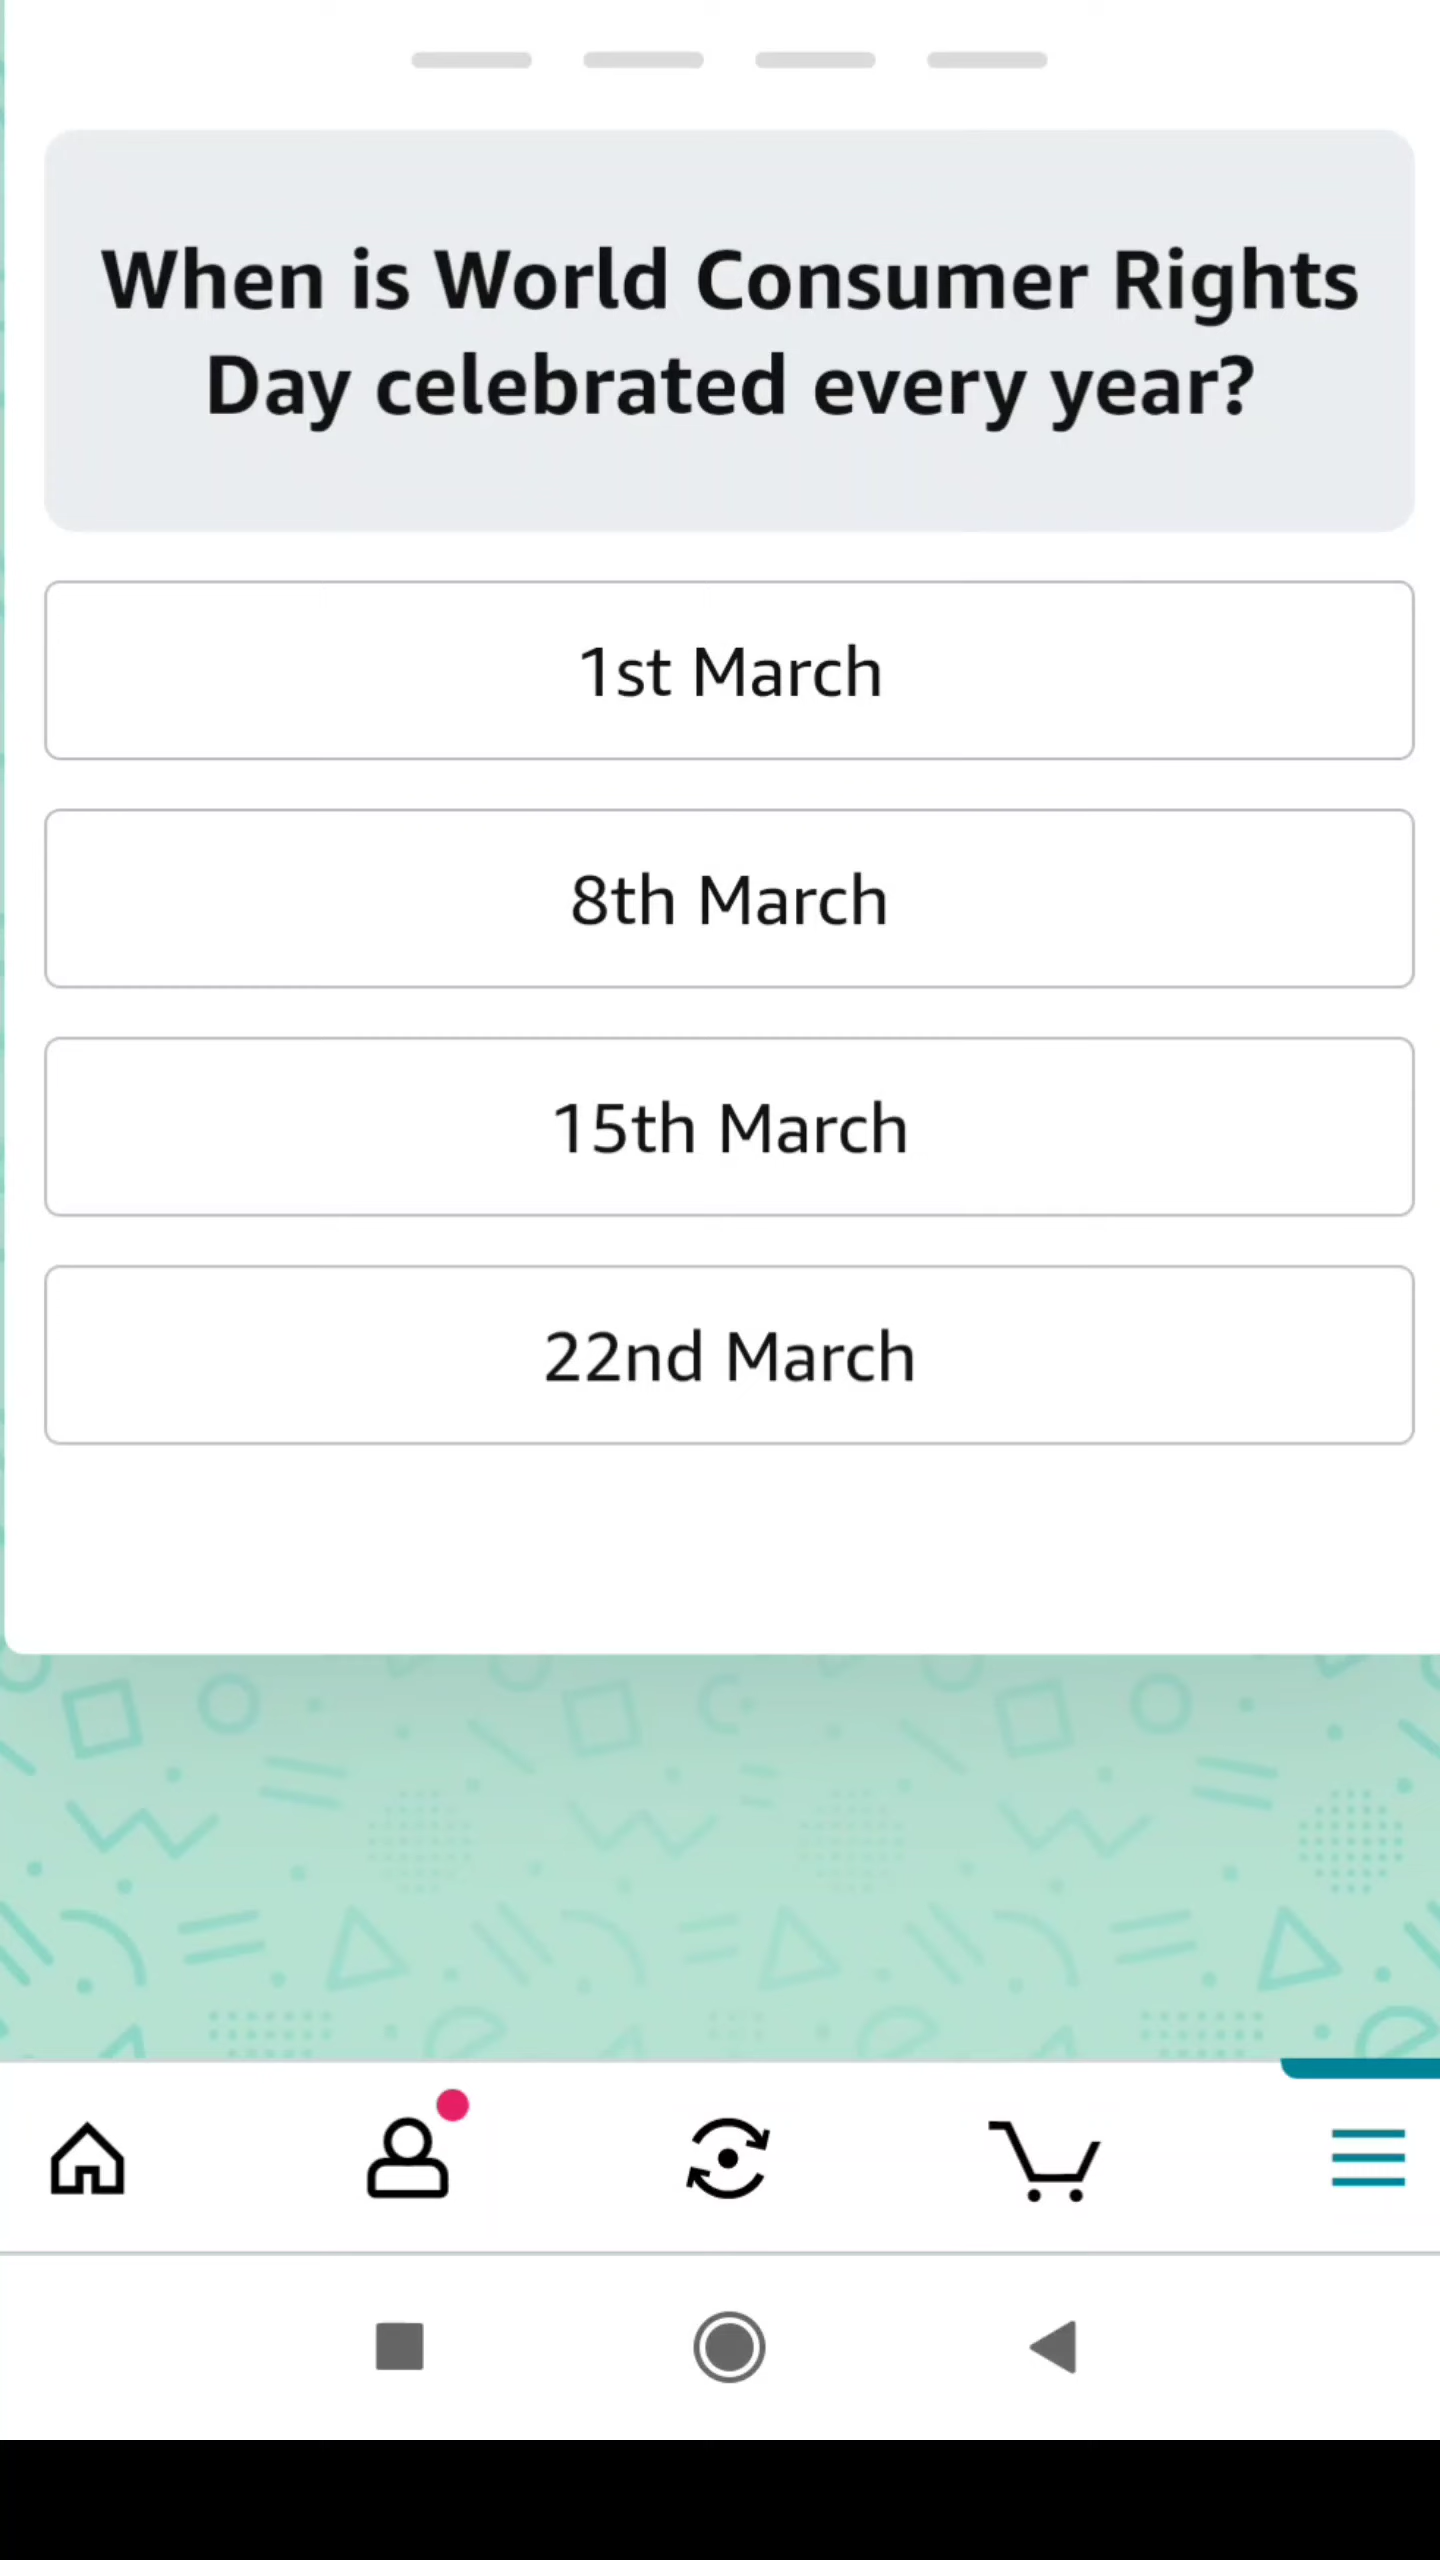 When is World Consumer Rights
Day celebrated every year?
1st March
8th March
15th March
22nd March